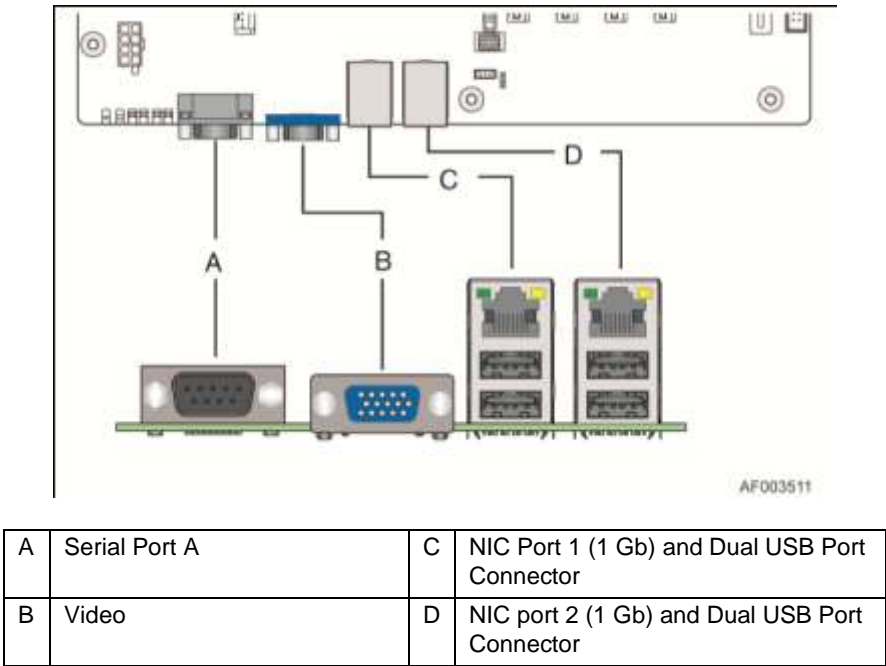 D
C
A
B
AF003511
A Serial Port A C NIC Port 1 (1 Gb) and Dual USB Port
Connector
B Video D NIC port 2 (1 Gb) and Dual USB Port
Connector